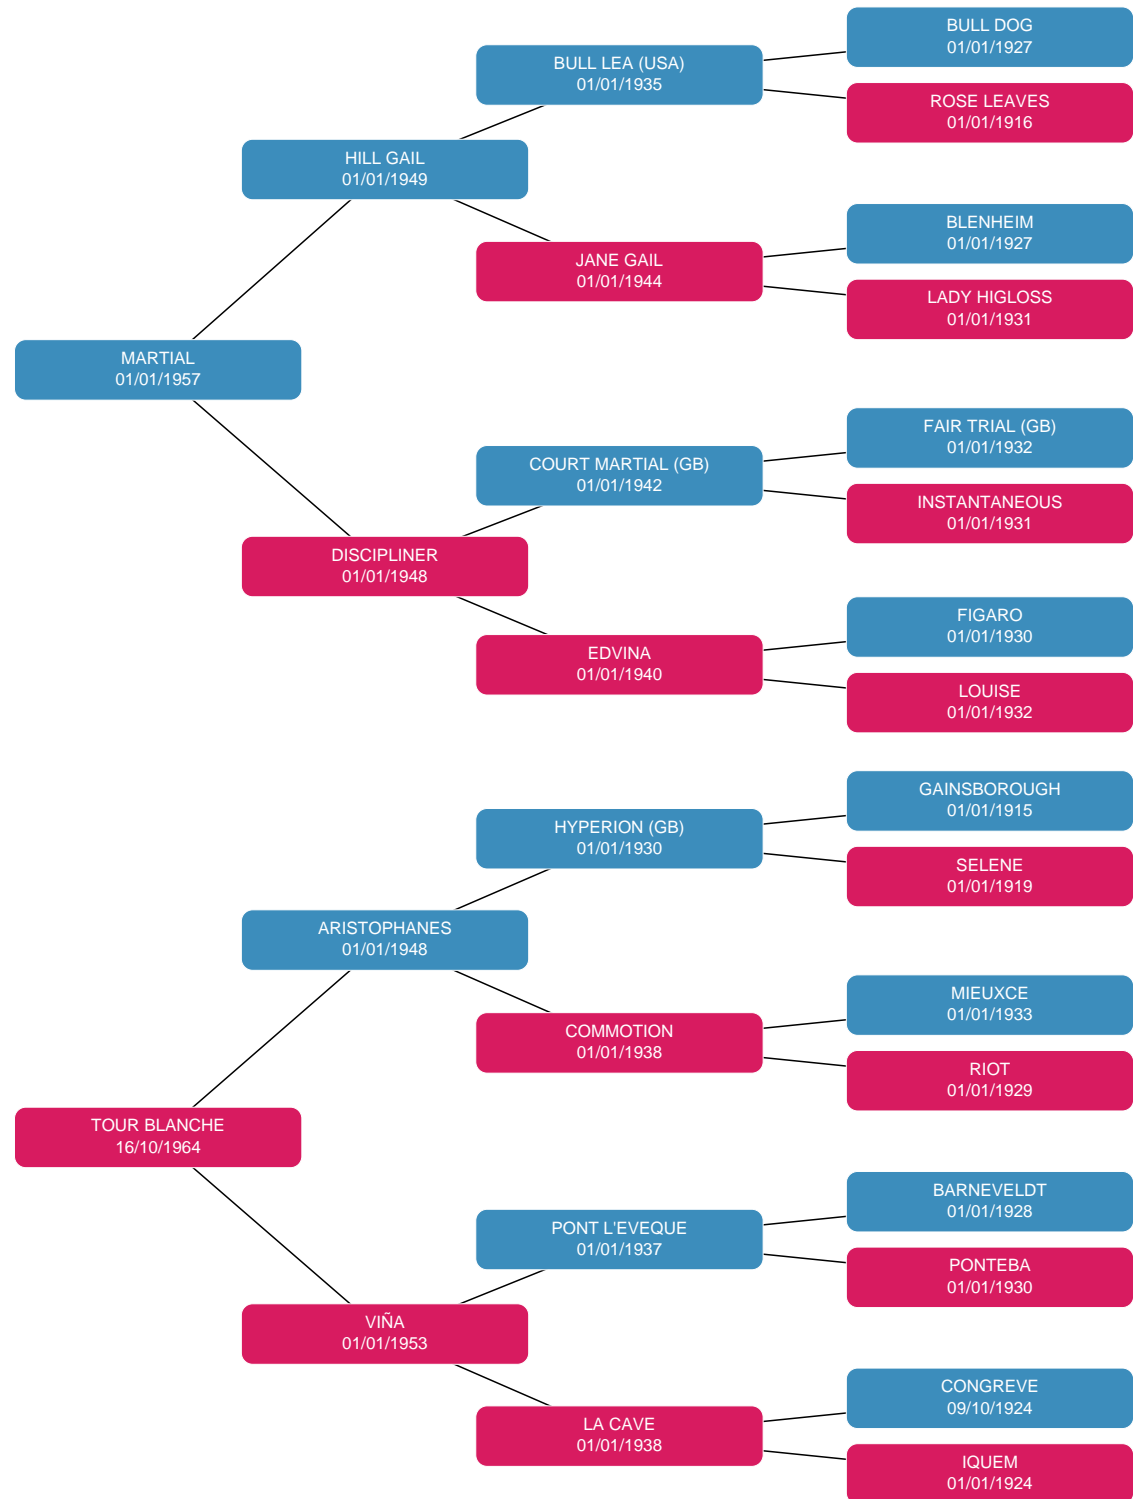 BULL DOG
01/01/1927
BULL LEA (USA)
01/01/1935
ROSE LEAVES
01/01/1916
HILL GAIL
01/01/1949
BLENHEIM
01/01/1927
JANE GAIL
01/01/1944
LADY HIGLOSS
01/01/1931
MARTIAL
01/01/1957
FAIR TRIAL (GB)
01/01/1932
COURT MARTIAL (GB)
01/01/1942
INSTANTANEOUS
01/01/1931
DISCIPLINER
01/01/1948
FIGARO
01/01/1930
EDVINA
01/01/1940
LOUISE
01/01/1932
GAINSBOROUGH
01/01/1915
HYPERION (GB)
01/01/1930
SELENE
01/01/1919
ARISTOPHANES
01/01/1948
MIEUXCE
01/01/1933
COMMOTION
01/01/1938
RIOT
01/01/1929
TOUR BLANCHE
16/10/1964
BARNEVELDT
01/01/1928
PONT L'EVEQUE
01/01/1937
PONTEBA
01/01/1930
VIÑA
01/01/1953
CONGREVE
09/10/1924
LA CAVE
01/01/1938
IQUEM
01/01/1924